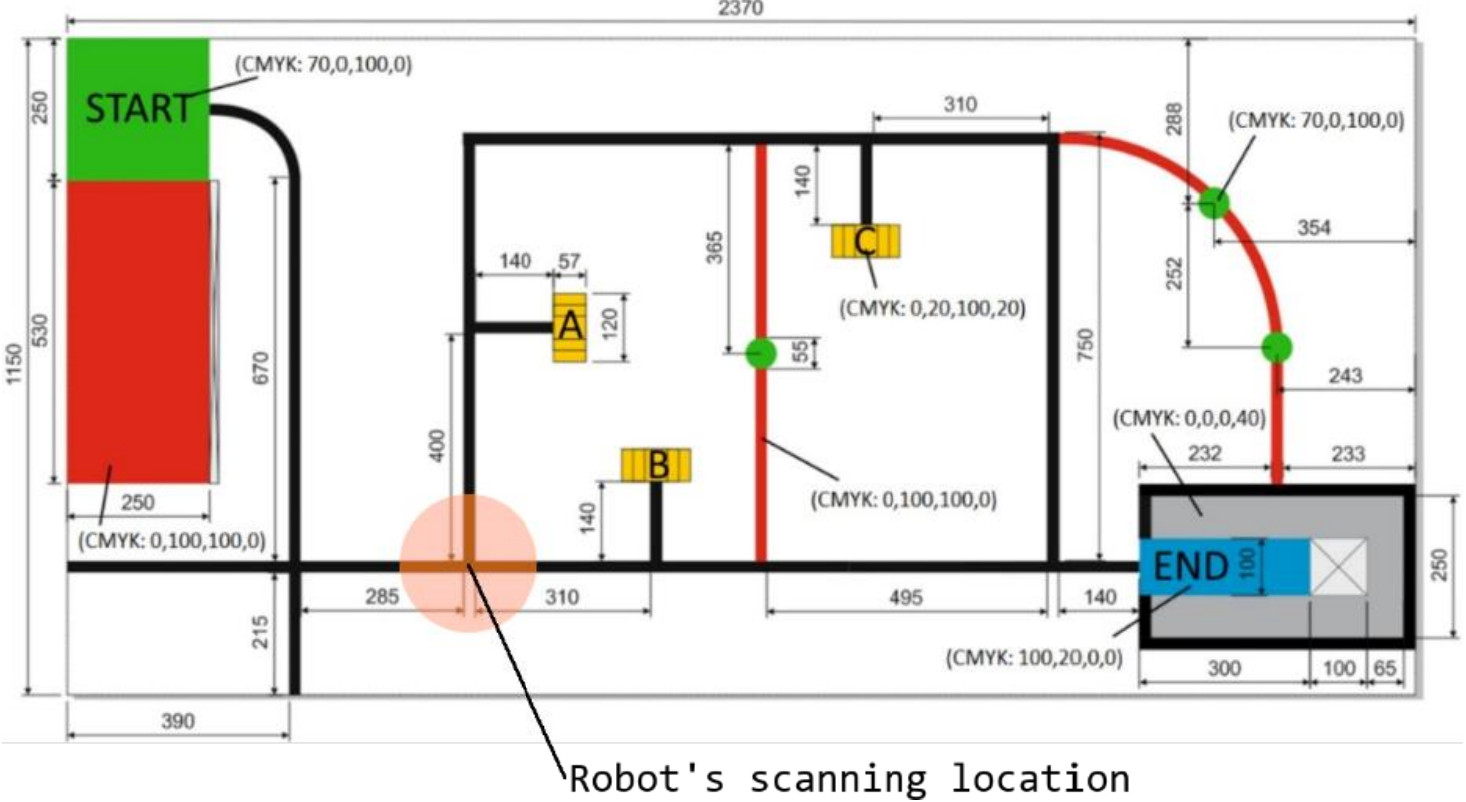 2370
(CMYK: 70,0,100,0)
START
250
310
288
(CMYK: 70,0,100,0)
140
C
354
365
140
57
252
A
120
(CMYK: 0,20,100,20)
530
1150
670
55
750
243
(CMYK: 0,0,0,40)
400
B
232
233
250
140
(CMYK: 0,100,100,0)
(CMYK: 0,100,100,0)
END
100
250
285
310
495
140
215
(CMYK: 100,20,0,0)
300
100
65
390
Robot's scanning location